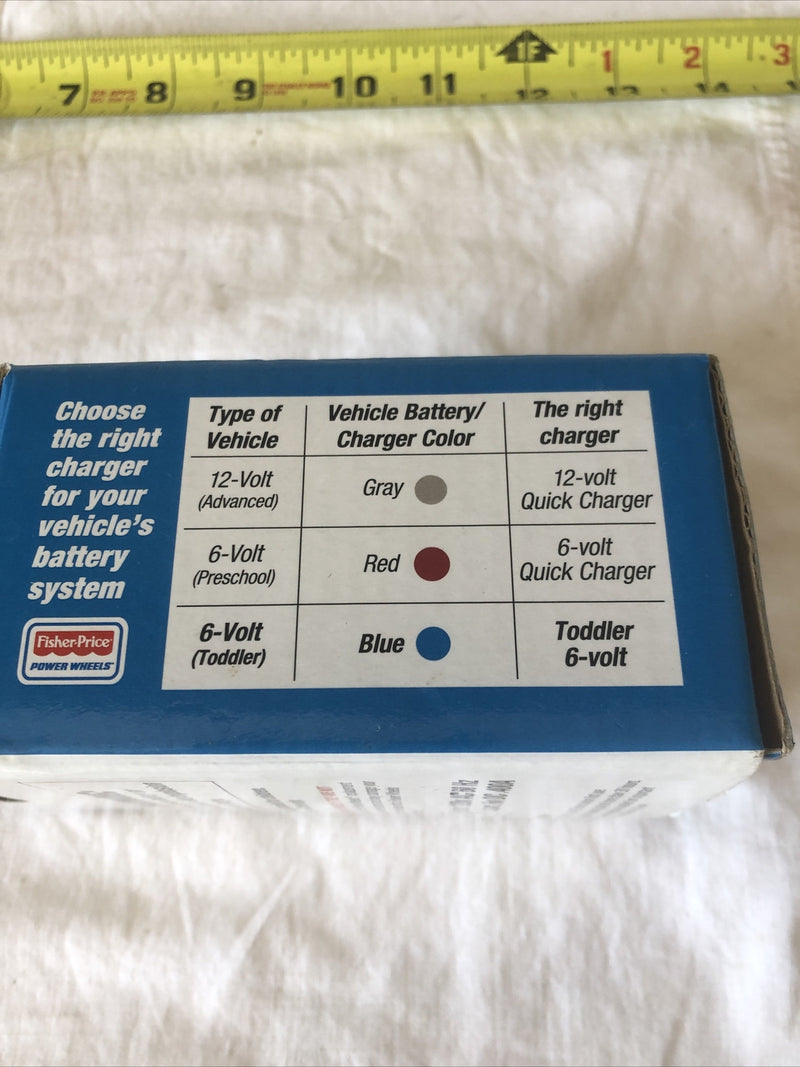 7 8 9 10 11 1F 1 2 3
12 13 14
Choose
the right
charger
for your
vehicle's
battery
system
Fisher-Price
POWER WHEELS
Type of Vehicle Vehicle Battery/ Charger Color The right charger
12-Volt (Advanced) Gray 12-volt Quick Charger
6-Volt (Preschool) Red 6-volt Quick Charger
6-Volt (Toddler) Blue Toddler 6-volt